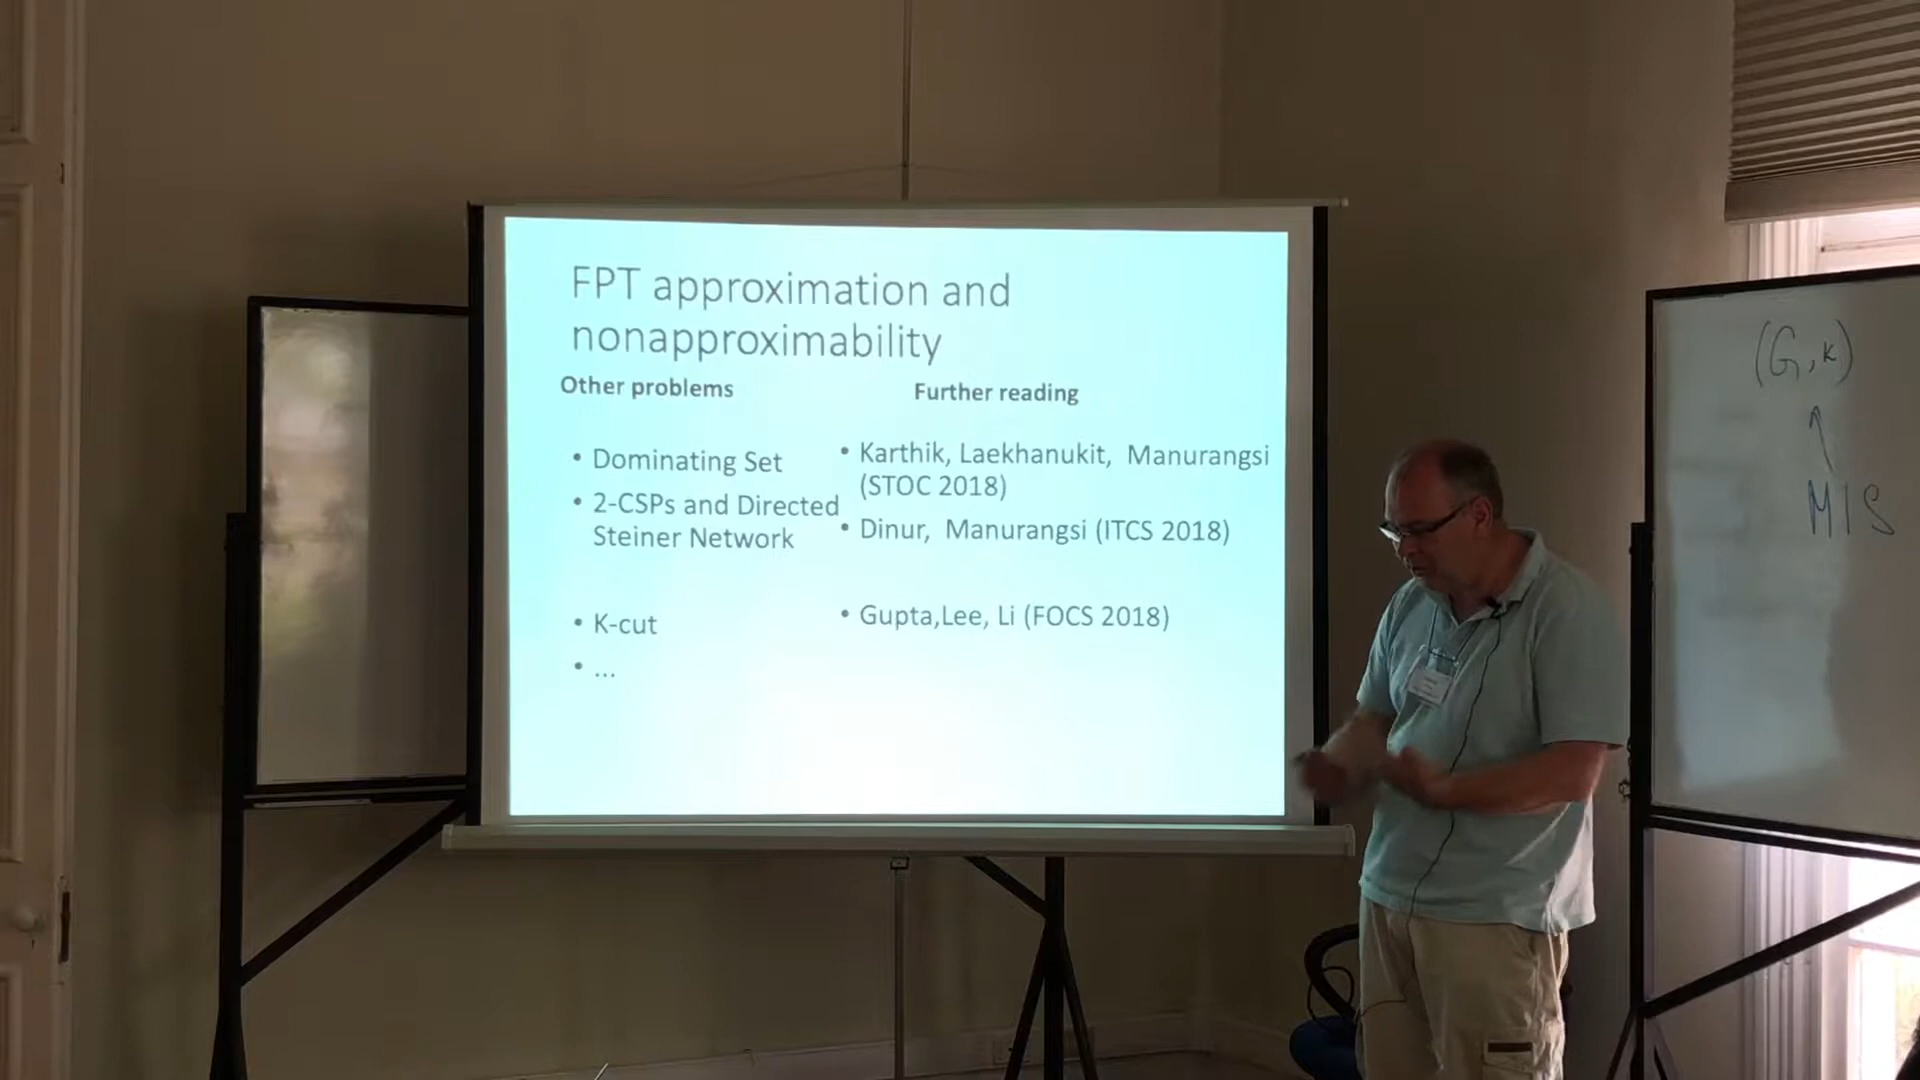 FPT approximation and
nonapproximability
Other problems
• Dominating Set
• 2-CSPs and Directed
Steiner Network
• K-cut
• ...
Further reading
• Karthik, Laekhanukit, Manurangsi
(STOC 2018)
• Dinur, Manurangsi (ITCS 2018)
• Gupta,Lee, Li (FOCS 2018)
(G, k)
↑
MIS